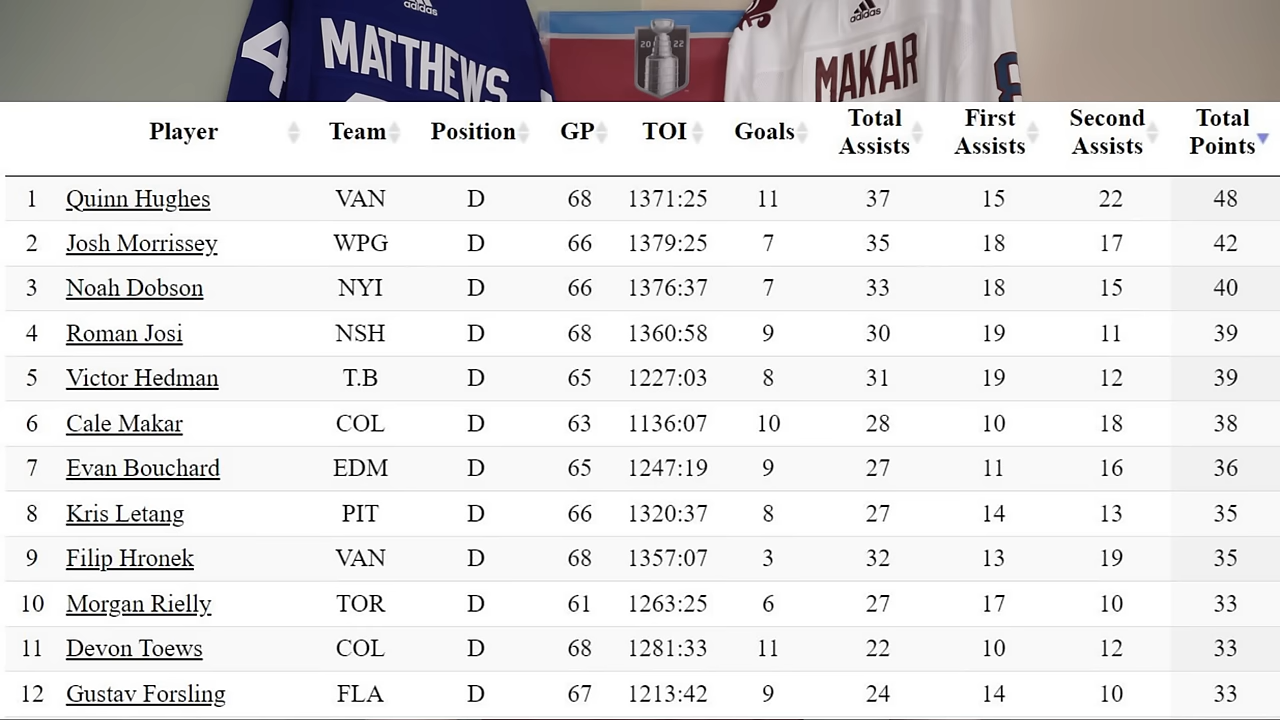 adidas
adidas
MATTHEWS
MAKAR
4
20 22
Player Team Position GP TOI Goals Total Assists First Assists Second Assists Total Points
1 Quinn Hughes VAN D 68 1371:25 11 37 15 22 48
2 Josh Morrissey WPG D 66 1379:25 7 35 18 17 42
3 Noah Dobson NYI D 66 1376:37 7 33 18 15 40
4 Roman Josi NSH D 68 1360:58 9 30 19 11 39
5 Victor Hedman T.B D 65 1227:03 8 31 19 12 39
6 Cale Makar COL D 63 1136:07 10 28 10 18 38
7 Evan Bouchard EDM D 65 1247:19 9 27 11 16 36
8 Kris Letang PIT D 66 1320:37 8 27 14 13 35
9 Filip Hronek VAN D 68 1357:07 3 32 13 19 35
10 Morgan Rielly TOR D 61 1263:25 6 27 17 10 33
11 Devon Toews COL D 68 1281:33 11 22 10 12 33
12 Gustav Forsling FLA D 67 1213:42 9 24 14 10 33